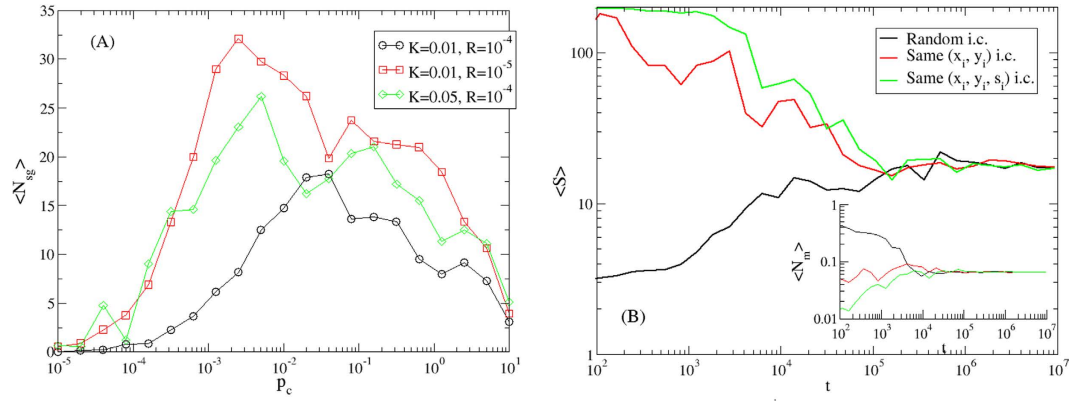 (A)
K=0.01, R=10^-4
K=0.01, R=10^-5
K=0.05, R=10^-4
<N_sg>
35
30
25
20
15
10
5
0
10^-5
10^-4
10^-3
10^-2
10^-1
10^0
10^1
p_c
Random i.c.
Same (x_i, y_i) i.c.
Same (x_i, y_i, s_i) i.c.
<S>
100
10
1
(B)
<N_m>
1
0.1
0.01
10^2
10^3
10^4
10^5
10^6
10^7
t
10^2
10^3
10^4
10^5
10^6
10^7
t